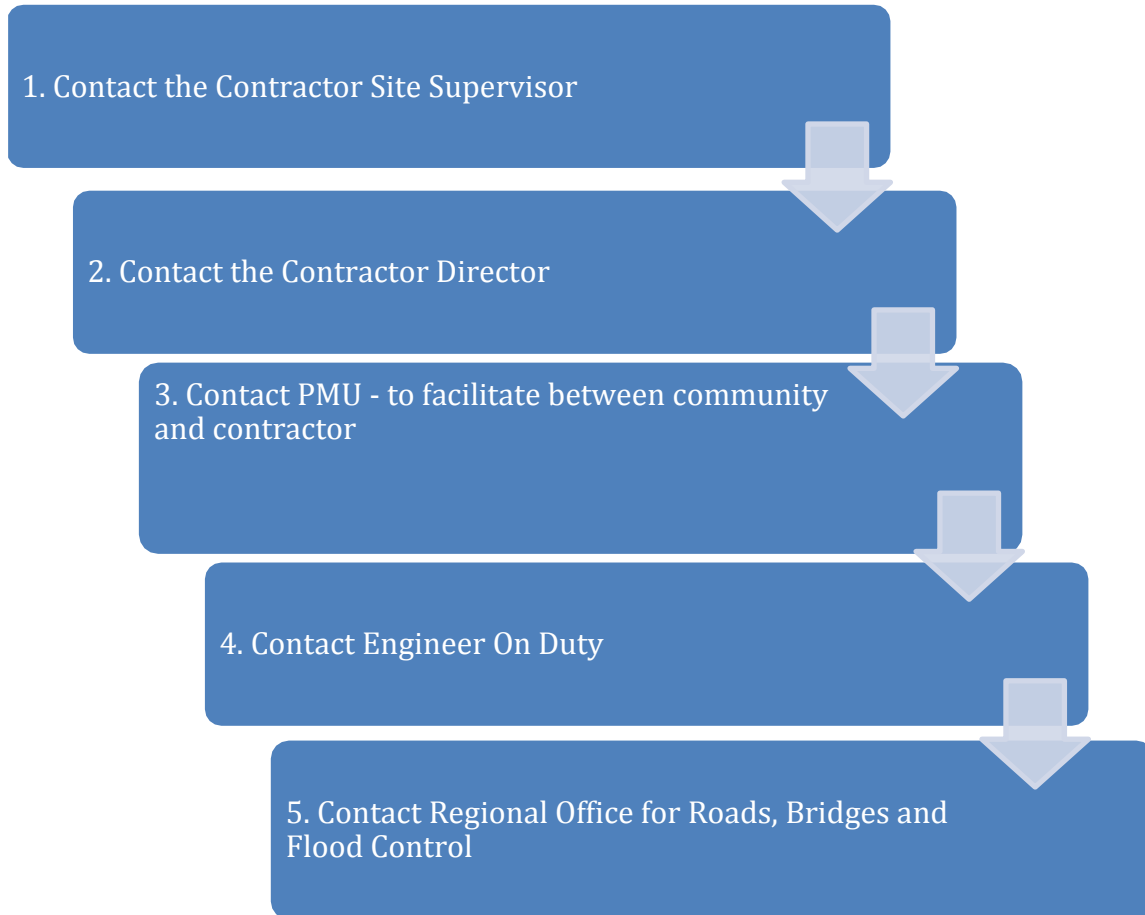 1. Contact the Contractor Site Supervisor
2. Contact the Contractor Director
3. Contact PMU - to facilitate between community
and contractor
4. Contact Engineer On Duty
5. Contact Regional Office for Roads, Bridges and
Flood Control